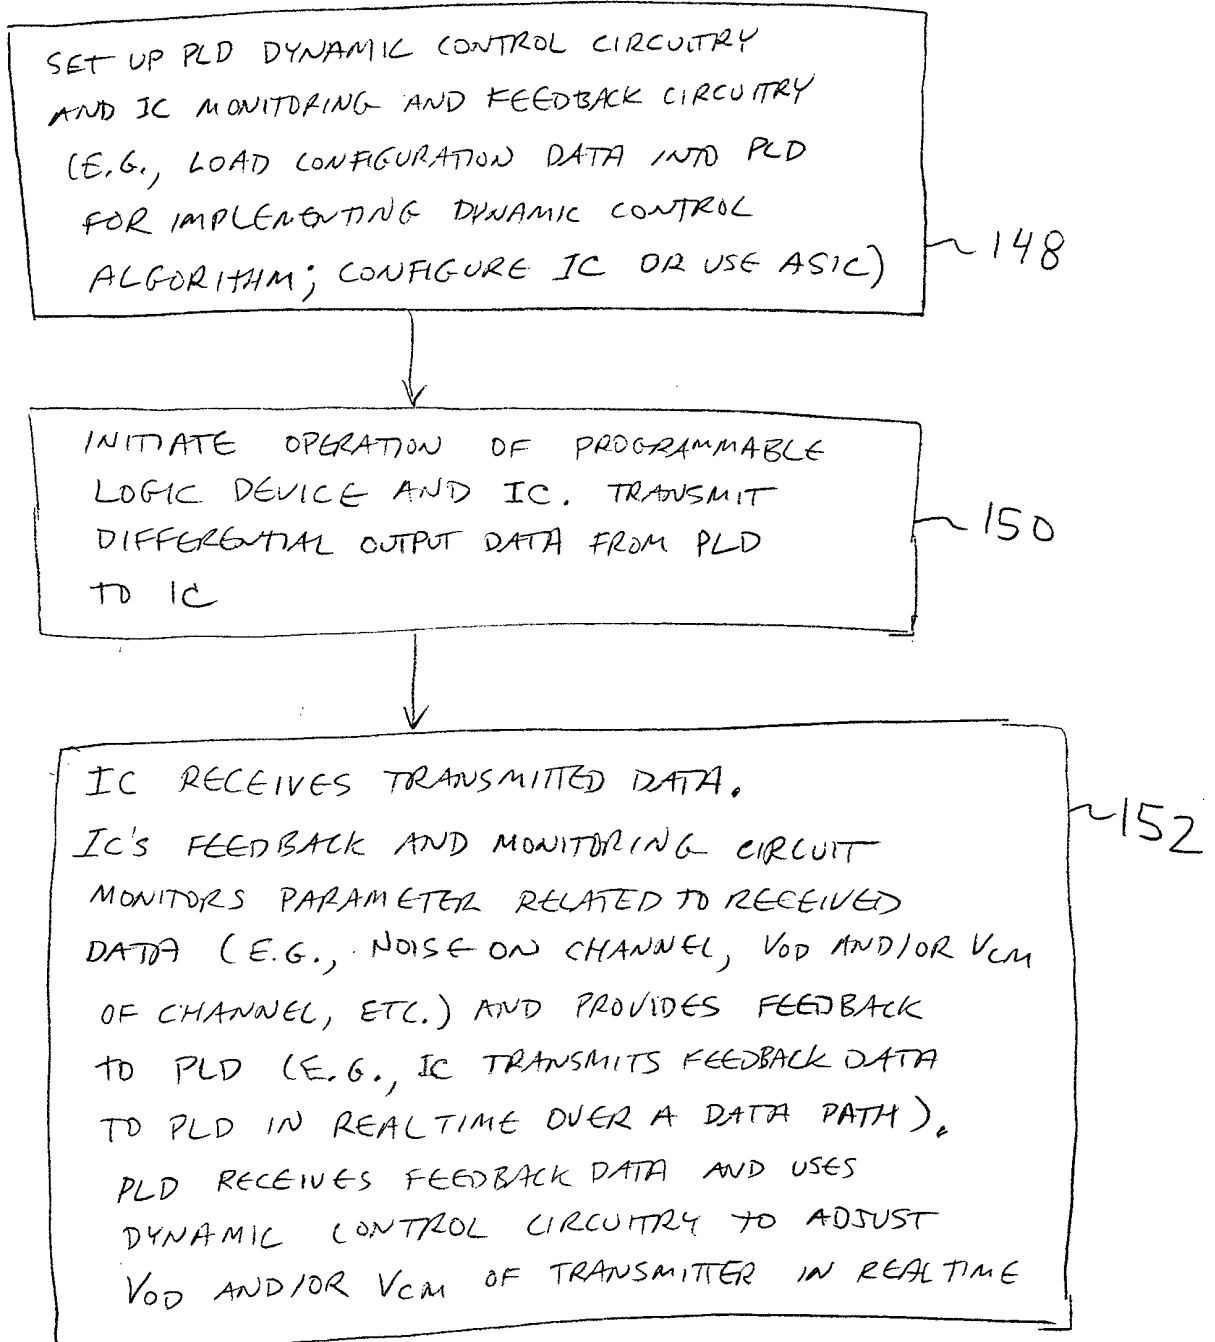 SET UP PLD DYNAMIC CONTROL CIRCUITRY
AND IC MONITORING AND FEEDBACK CIRCUITRY
(E.G., LOAD CONFIGURATION DATA INTO PLD
FOR IMPLEMENTING DYNAMIC CONTROL
ALGORITHM; CONFIGURE IC OR USE ASIC)
148
INITIATE OPERATION OF PROGRAMMABLE
LOGIC DEVICE AND IC. TRANSMIT
DIFFERENTIAL OUTPUT DATA FROM PLD
TO IC
150
IC RECEIVES TRANSMITTED DATA.
IC'S FEEDBACK AND MONITORING CIRCUIT
MONITORS PARAMETER RELATED TO RECEIVED
DATA (E.G., NOISE ON CHANNEL, VOD AND/OR VCM
OF CHANNEL, ETC.) AND PROVIDES FEEDBACK
TO PLD (E.G., IC TRANSMITS FEEDBACK DATA
TO PLD IN REAL TIME OVER A DATA PATH).
PLD RECEIVES FEEDBACK DATA AND USES
DYNAMIC CONTROL CIRCUITRY TO ADJUST
VOD AND/OR VCM OF TRANSMITTER IN REAL TIME
152